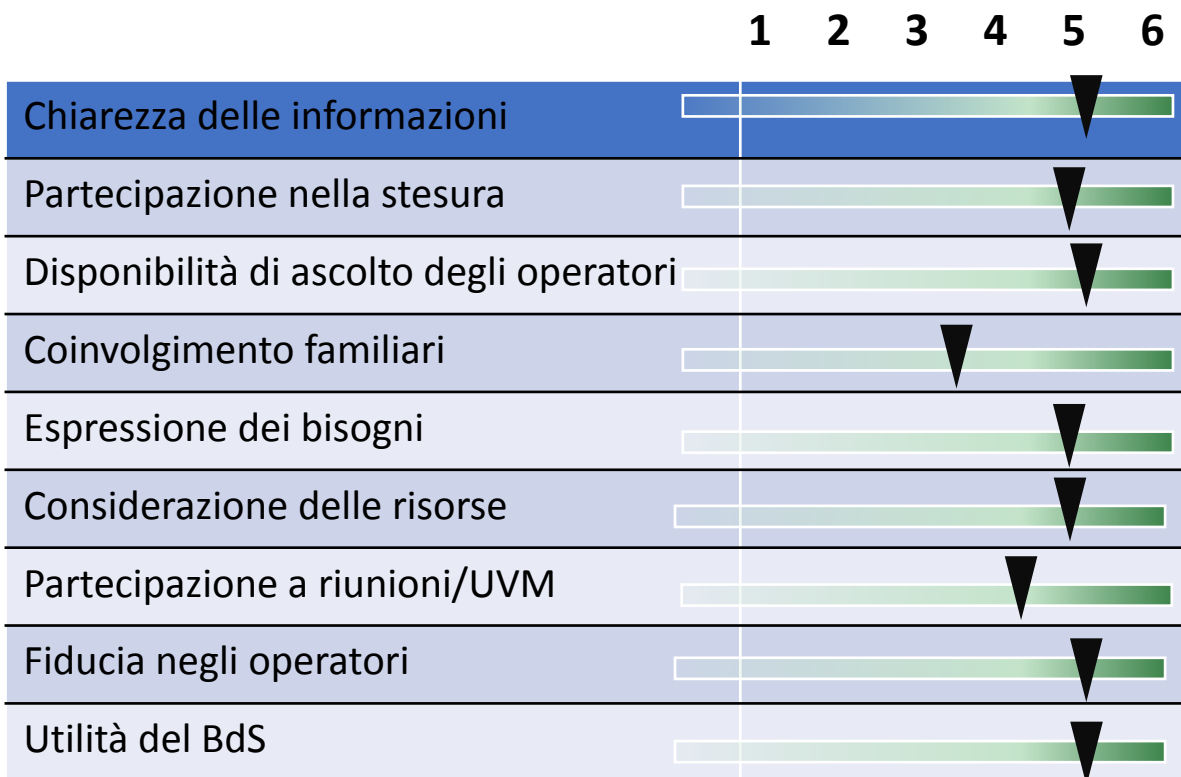 1 2 3 4 5 6
Chiarezza delle informazioni
Partecipazione nella stesura
Disponibilità di ascolto degli operatori
Coinvolgimento familiari
Espressione dei bisogni
Considerazione delle risorse
Partecipazione a riunioni/UVM
Fiducia negli operatori
Utilità del BdS